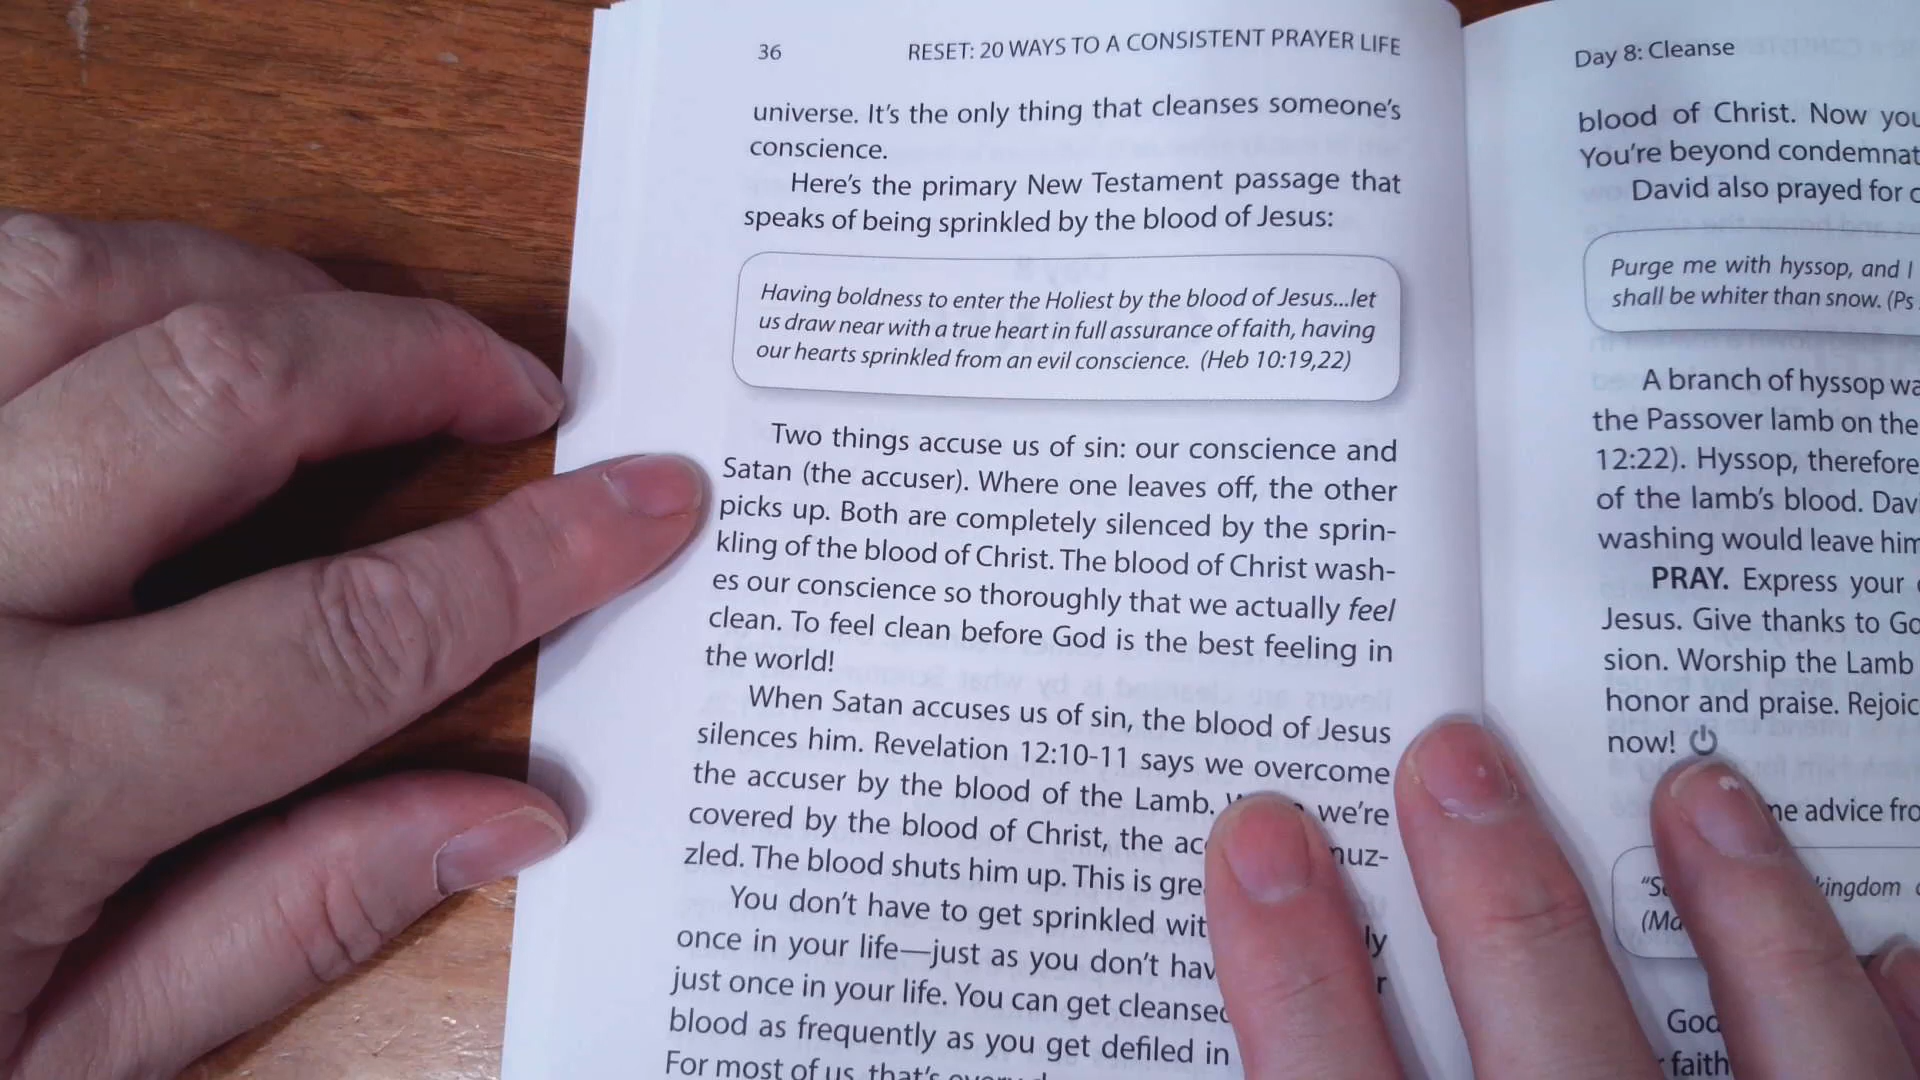 36 RESET: 20 WAYS TO A CONSISTENT PRAYER LIFE
universe. It's the only thing that cleanses someone's
conscience.
Here's the primary New Testament passage that
speaks of being sprinkled by the blood of Jesus:
Having boldness to enter the Holiest by the blood of Jesus...let
us draw near with a true heart in full assurance of faith, having
our hearts sprinkled from an evil conscience. (Heb 10:19,22)
Two things accuse us of sin: our conscience and
Satan (the accuser). Where one leaves off, the other
picks up. Both are completely silenced by the sprin-
kling of the blood of Christ. The blood of Christ wash-
es our conscience so thoroughly that we actually feel
clean. To feel clean before God is the best feeling in
the world!
When Satan accuses us of sin, the blood of Jesus
silences him. Revelation 12:10-11 says we overcome
the accuser by the blood of the Lamb. we're
covered by the blood of Christ, the
zled. The blood shuts him up. This is
You don't have to get sprinkled
once in your life—just as you don't
just once in your life. You can get
blood as frequently as you get defiled in
For most of us, that's
Day 8: Cleanse
blood of Christ. Now
You're beyond
David also prayed for
Purge me with hyssop, and I
shall be whiter than snow. (Ps
A branch of hyssop
the Passover lamb on the
12:22). Hyssop, therefore
of the lamb's blood.
washing would leave him
PRAY. Express your
Jesus. Give thanks to
sion. Worship the Lamb
honor and praise.
now!
advice
kingdom
God
faith